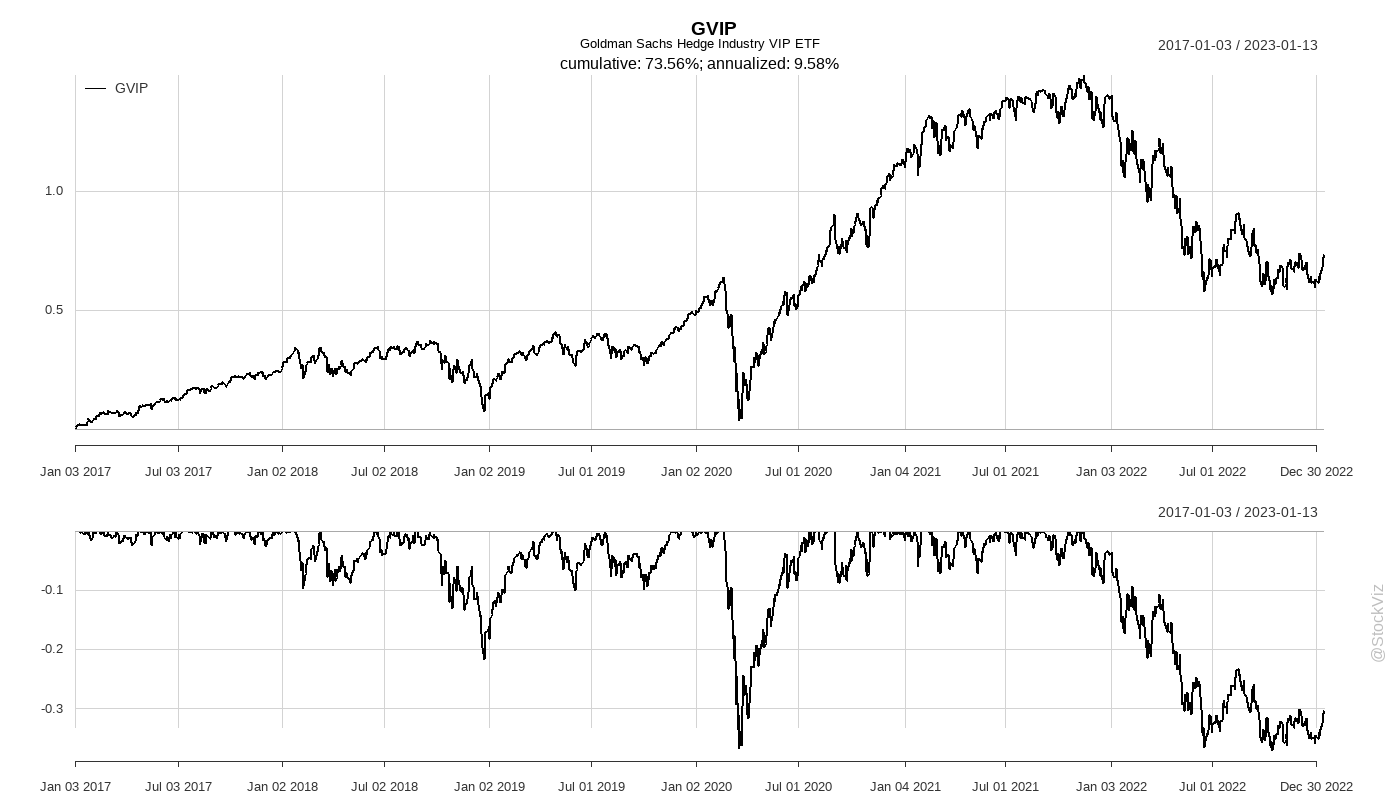 GVIP
Goldman Sachs Hedge Industry VIP ETF
2017-01-03 / 2023-01-13
cumulative: 73.56%; annualized: 9.58%
GVIP
1.0
0.5
Jan 03 2017 Jul 03 2017 Jan 02 2018 Jul 02 2018 Jan 02 2019 Jul 01 2019 Jan 02 2020 Jul 01 2020 Jan 04 2021 Jul 01 2021 Jan 03 2022 Jul 01 2022 Dec 30 2022
2017-01-03 / 2023-01-13
-0.1
-0.2
-0.3
@StockViz
Jan 03 2017 Jul 03 2017 Jan 02 2018 Jul 02 2018 Jan 02 2019 Jul 01 2019 Jan 02 2020 Jul 01 2020 Jan 04 2021 Jul 01 2021 Jan 03 2022 Jul 01 2022 Dec 30 2022